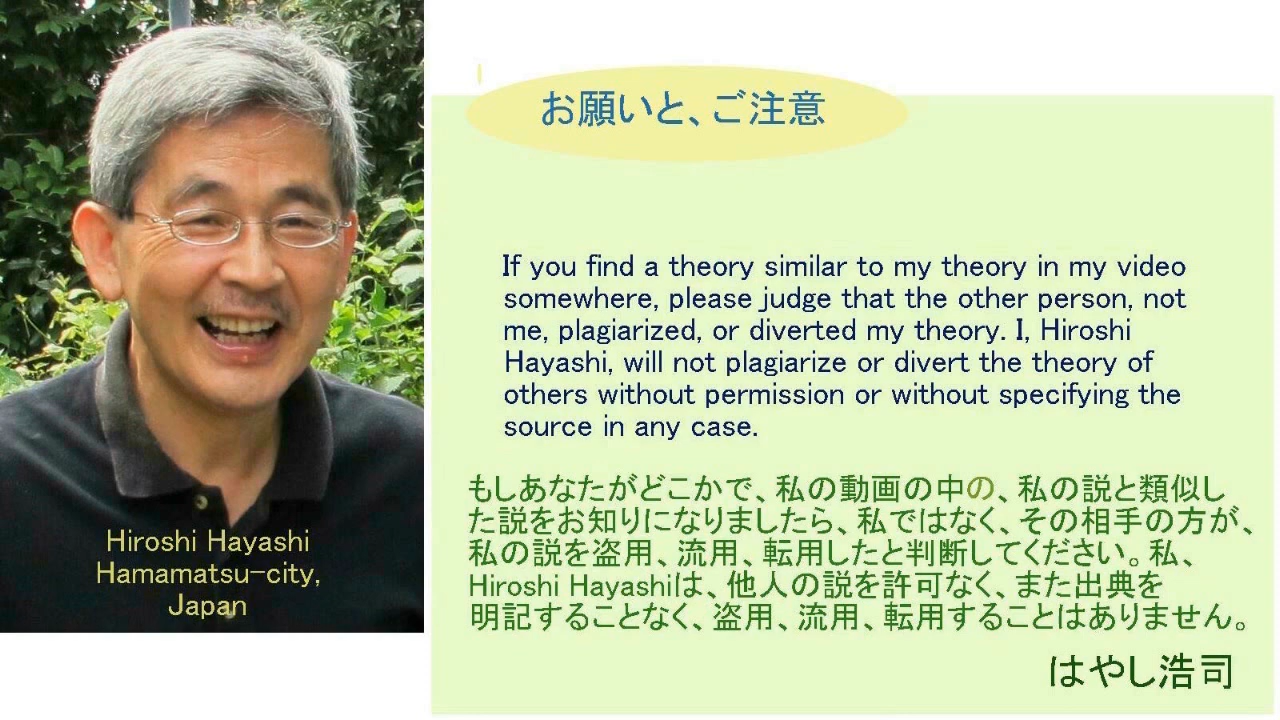 お願いと、ご注意
If you find a theory similar to my theory in my video
somewhere, please judge that the other person, not
me, plagiarized, or diverted my theory. I, Hiroshi
Hayashi, will not plagiarize or divert the theory of
others without permission or without specifying the
source in any case.
もしあなたがどこかで、私の動画の中の、私の説と類似し
た説をお知りになりましたら、私ではなく、その相手の方が、
私の説を盗用、流用、転用したと判断してください。私、
Hiroshi Hayashiは、他人の説を許可なく、また出典を
明記することなく、盗用、流用、転用することはありません。
はやし浩司
Hiroshi Hayashi
Hamamatsu-city,
Japan